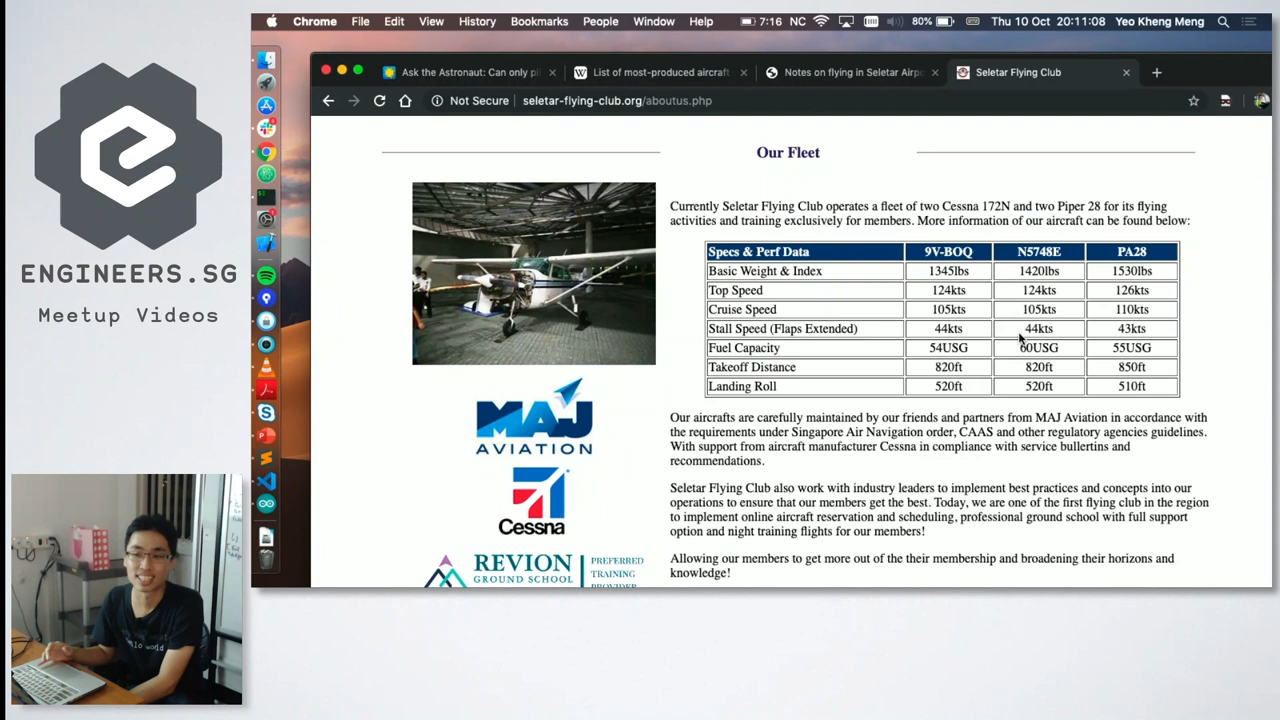 Chrome File Edit View History Bookmarks People Window Help 7:16 NC 80% Thu 10 Oct 20:11:08 Yeo Kheng Meng
Ask the Astronaut: Can only pil List of most-produced aircraft Notes on flying in Seletar Airp Seletar Flying Club
Not Secure seletar-flying-club.org/aboutus.php
ENGINEERS.SG
Meetup Videos
Our Fleet
Currently Seletar Flying Club operates a fleet of two Cessna 172N and two Piper 28 for its flying
activities and training exclusively for members. More information of our aircraft can be found below:
Specs & Perf Data 9V-BOQ N5748E PA28
Basic Weight & Index 1345lbs 1420lbs 1530lbs
Top Speed 124kts 124kts 126kts
Cruise Speed 105kts 105kts 110kts
Stall Speed (Flaps Extended) 44kts 44kts 43kts
Fuel Capacity 54USG 60USG 55USG
Takeoff Distance 820ft 820ft 850ft
Landing Roll 520ft 520ft 510ft
Our aircrafts are carefully maintained by our friends and partners from MAJ Aviation in accordance with
the requirements under Singapore Air Navigation order, CAAS and other regulatory agencies guidelines.
With support from aircraft manufacturer Cessna in compliance with service bullertins and
recommendations.
Seletar Flying Club also work with industry leaders to implement best practices and concepts into our
operations to ensure that our members get the best. Today, we are one of the first flying club in the region
to implement online aircraft reservation and scheduling, professional ground school with full support
option and night training flights for our members!
Allowing our members to get more out of the their membership and broadening their horizons and
knowledge!
MAJ
AVIATION
Cessna
REVION
GROUND SCHOOL
PREFERRED
TRAINING
PROVIDER